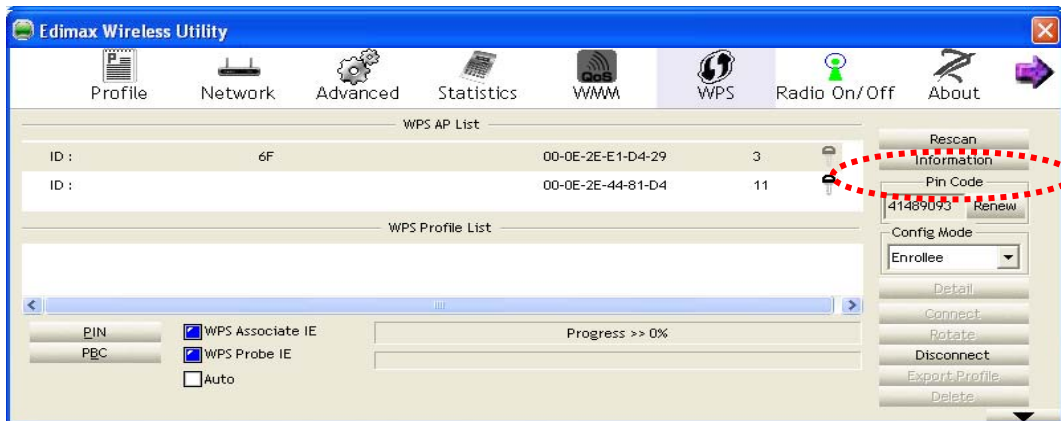 Edimax Wireless Utility
Profile Network Advanced Statistics QoS WMM WPS Radio On/Off About
WPS AP List
ID : 6F 00-0E-2E-E1-D4-29 3
ID : 00-0E-2E-44-81-D4 11
Rescan
Information
Pin Code
41489093 Renew
WPS Profile List
Config Mode
Enrollee
Detail
PIN WPS Associate IE Progress >> 0% Connect
Rotate
PBC WPS Probe IE Disconnect
Auto Export Profile
Delete